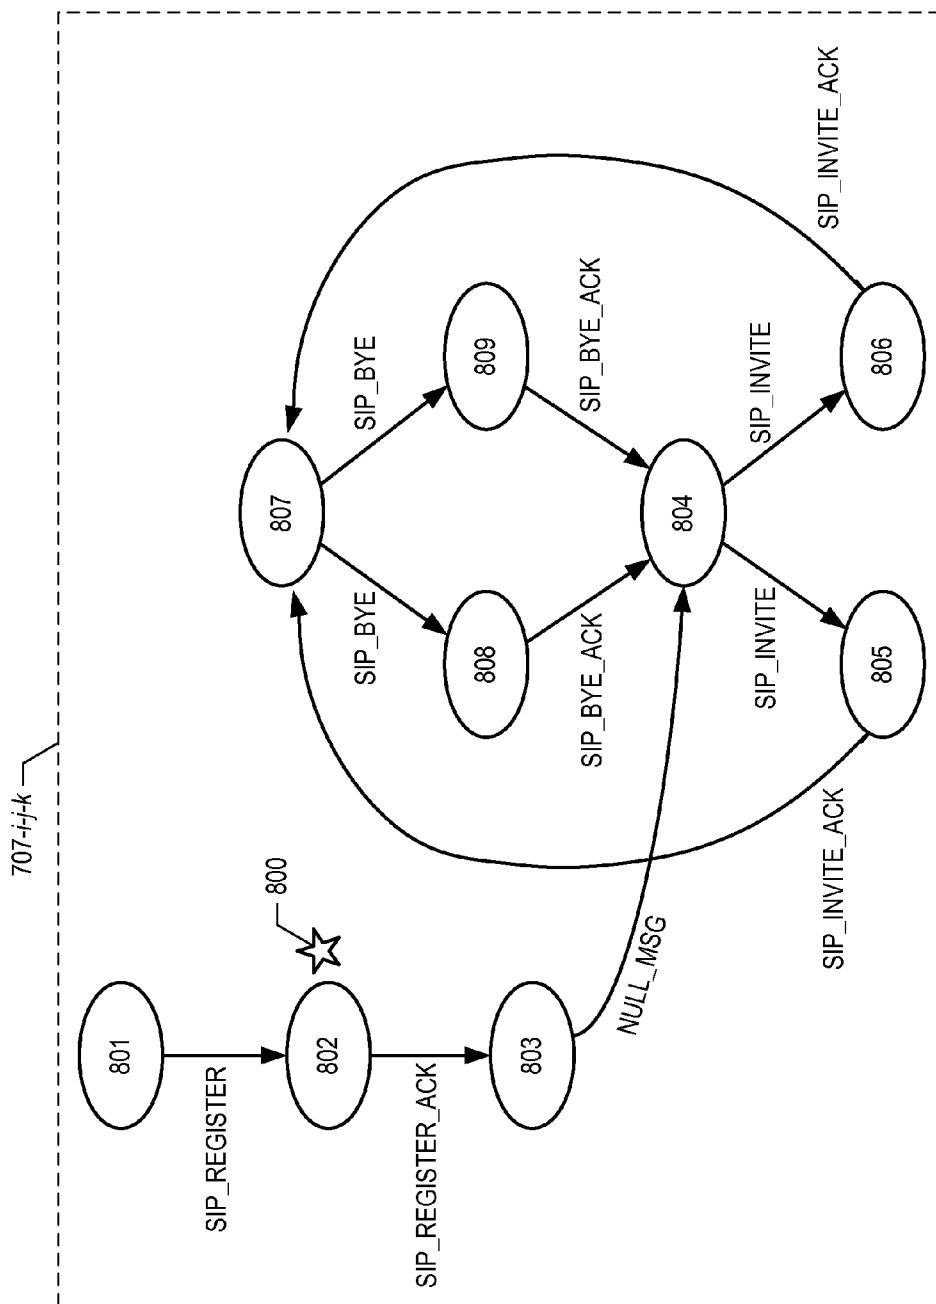 707-i-j-k
801
SIP_REGISTER
802
800
SIP_REGISTER_ACK
803
NULL_MSG
807
SIP_BYE
SIP_BYE
808
809
SIP_BYE_ACK
SIP_BYE_ACK
804
SIP_INVITE
SIP_INVITE
805
806
SIP_INVITE_ACK
SIP_INVITE_ACK